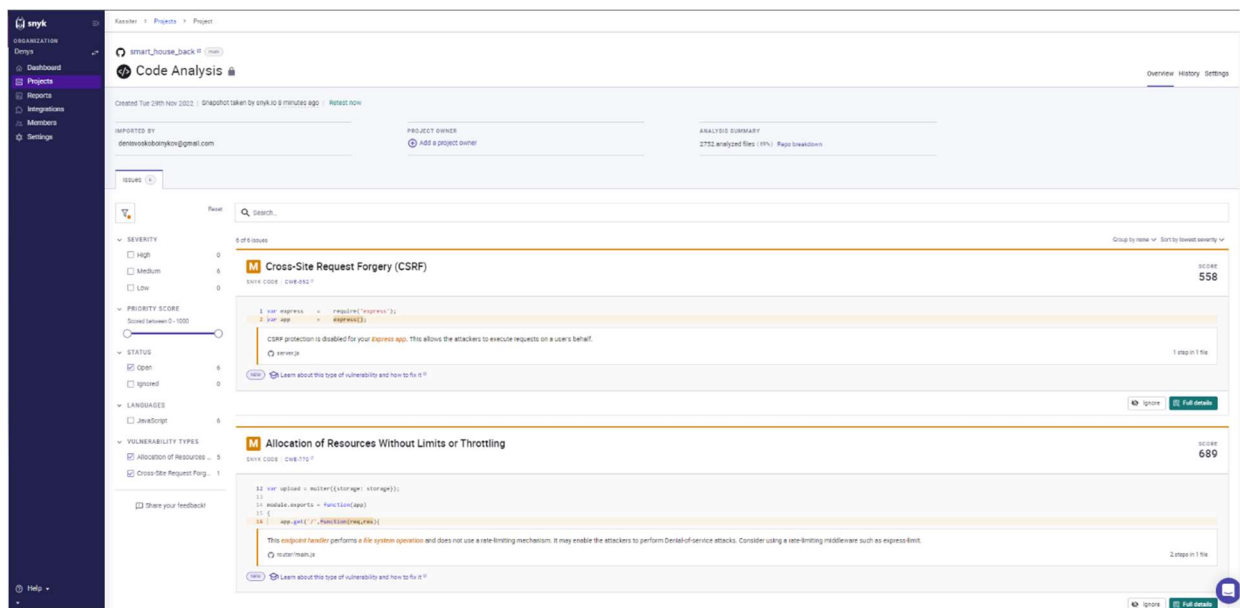 snyk
ORGANIZATION
Denys
Dashboard
Projects
Reports
Integrations
Members
Settings
Help
Kassiter > Projects > Project
smart_house_back main
Code Analysis
Overview History Settings
Created Tue 29th Nov 2022 | Snapshot taken by snyk.io 8 minutes ago | Retest now
IMPORTED BY
PROJECT OWNER
ANALYSIS SUMMARY
denisvoskoboinykov@gmail.com
Add a project owner
2752 analyzed files (99%) Repo breakdown
Issues 6
Reset
Search...
SEVERITY
High 0
Medium 6
Low 0
PRIORITY SCORE
Scored between 0 - 1000
STATUS
Open 6
Ignored 0
LANGUAGES
JavaScript 6
VULNERABILITY TYPES
Allocation of Resources ... 5
Cross-Site Request Forg... 1
Share your feedback!
6 of 6 issues
Group by none Sort by lowest severity
M Cross-Site Request Forgery (CSRF)
SCORE
558
SNYK CODE | CWE-352
1 var express = require('express');
2 var app = express();
CSRF protection is disabled for your Express app. This allows the attackers to execute requests on a user's behalf.
server.js
1 step in 1 file
NEW Learn about this type of vulnerability and how to fix it
Ignore Full details
M Allocation of Resources Without Limits or Throttling
SCORE
689
SNYK CODE | CWE-770
12 var upload = multer({storage: storage});
13
14 module.exports = function(app)
15 {
16 app.get('/',function(req,res){
This endpoint handler performs a file system operation and does not use a rate-limiting mechanism. It may enable the attackers to perform Denial-of-service attacks. Consider using a rate-limiting middleware such as express-limit.
router/main.js
2 steps in 1 file
NEW Learn about this type of vulnerability and how to fix it
Ignore Full details